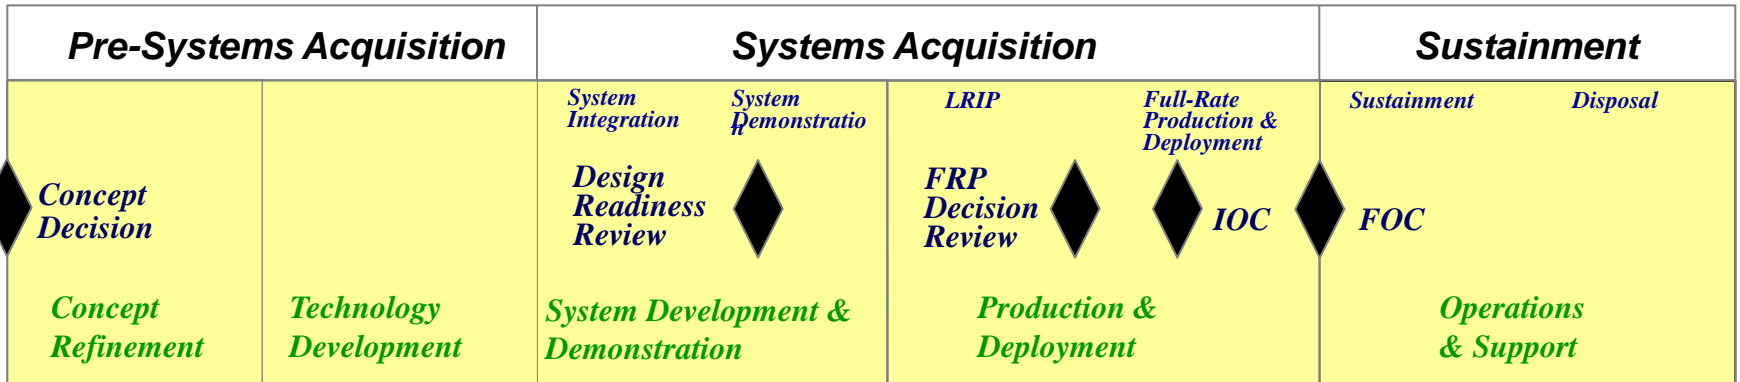 Pre-Systems Acquisition
Systems Acquisition
Sustainment
System
Integration
System
Demonstration
LRIP
Full-Rate
Production &
Deployment
Sustainment
Disposal
Concept
Decision
Design
Readiness
Review
FRP
Decision
Review
IOC
FOC
Concept
Refinement
Technology
Development
System Development &
Demonstration
Production &
Deployment
Operations
& Support